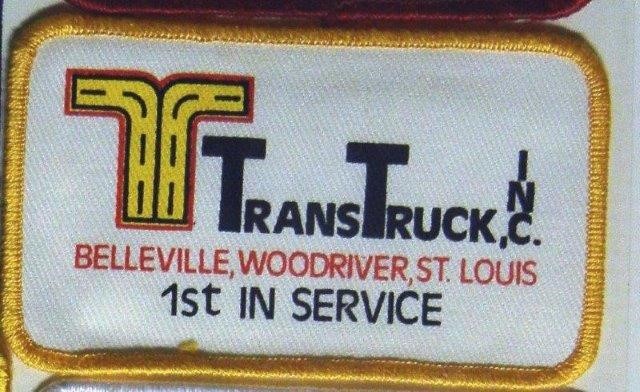 TRANSTRUCK, INC.
BELLEVILLE, WOODRIVER, ST. LOUIS
1st IN SERVICE